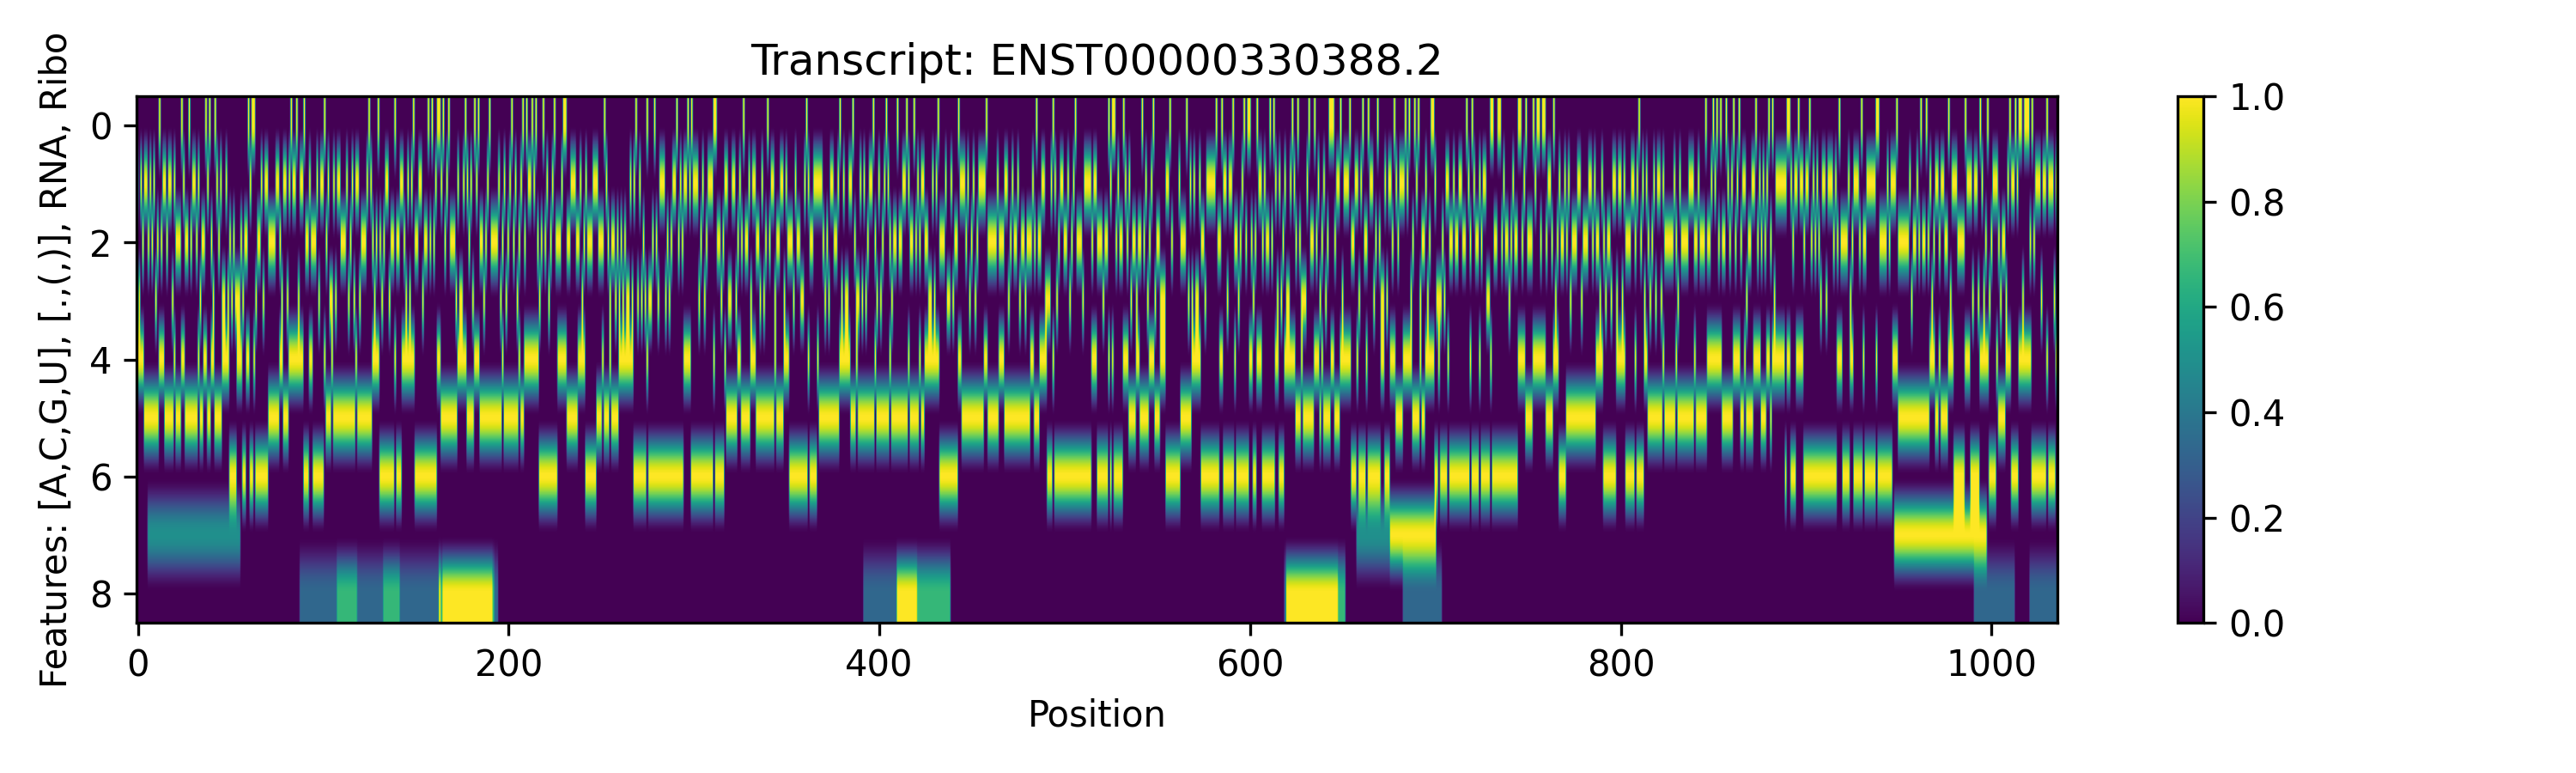 Transcript: ENST00000330388.2
Features: [A,C,G,U], [.,(,)], RNA, Ribo
0
2
4
6
8
0 200 400 600 800 1000
Position
1.0
0.8
0.6
0.4
0.2
0.0